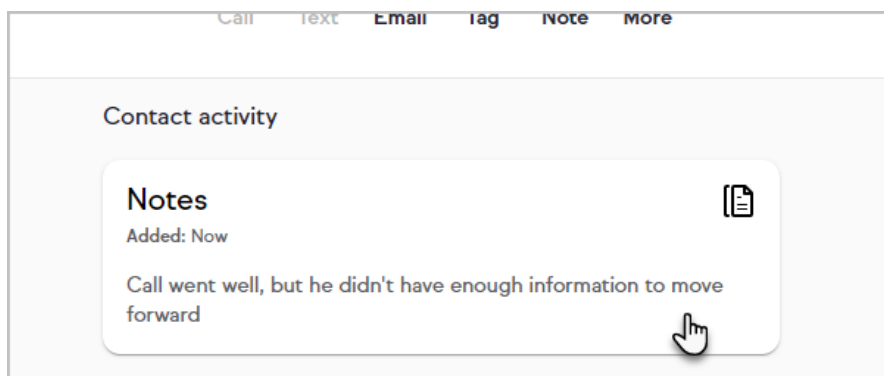 Call Text Email Tag Note More
Contact activity
Notes
Added: Now
Call went well, but he didn't have enough information to move
forward